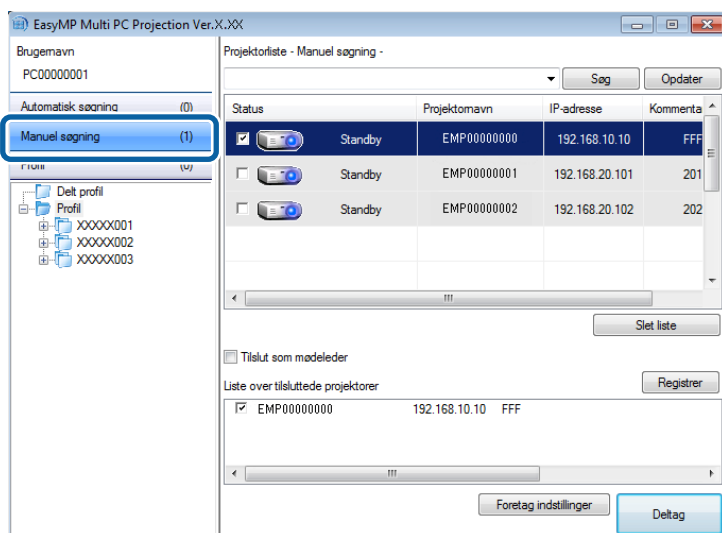 EasyMP Multi PC Projection Ver.X.XX
Brugernavn
PC00000001
Automatisk søgning (0)
Manuel søgning (1)
Profil (0)
Delt profil
Profil
XXXXX001
XXXXX002
XXXXX003
Projektorliste - Manuel søgning -
Søg Opdater
Status Projektornavn IP-adresse Kommenta
Standby EMP00000000 192.168.10.10 FFF
Standby EMP00000001 192.168.20.101 201
Standby EMP00000002 192.168.20.102 202
Slet liste
Tilslut som mødeleder
Liste over tilsluttede projektorer Registrer
EMP00000000 192.168.10.10 FFF
Foretag indstillinger Deltag